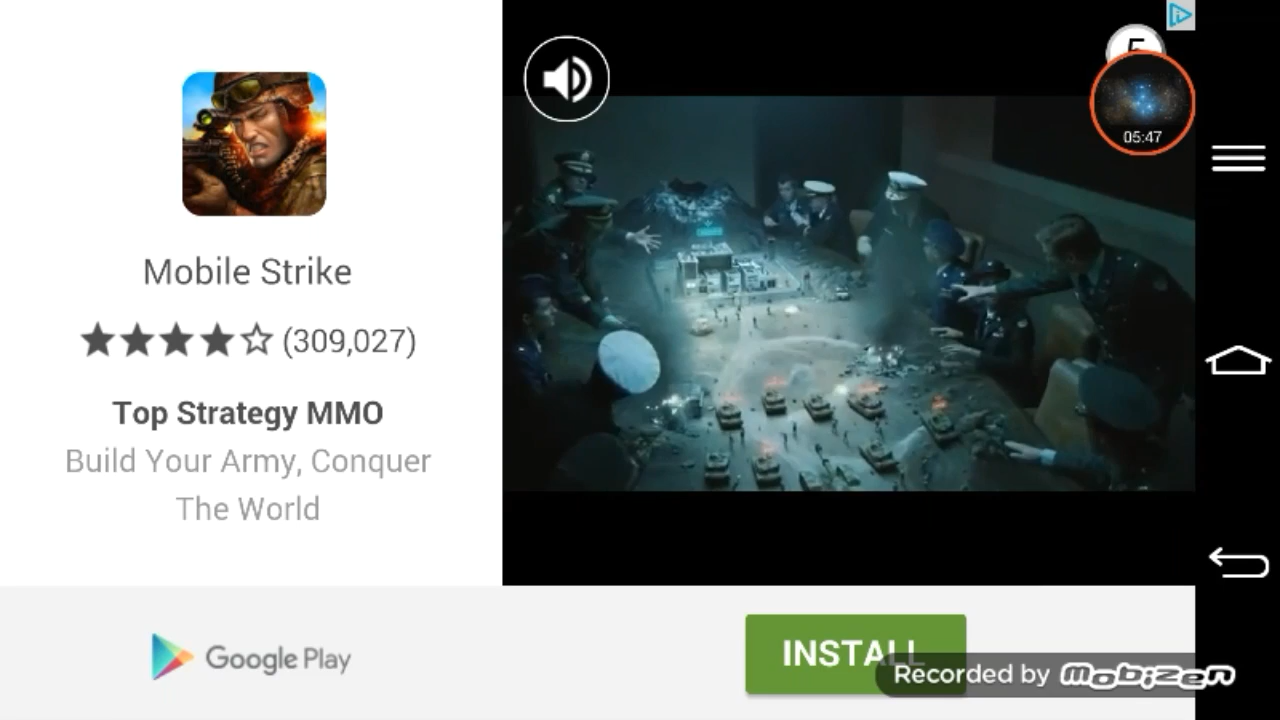 Mobile Strike
(309,027)
Top Strategy MMO
Build Your Army, Conquer
The World
05:47
Google Play
INSTALL
Recorded by mobizen